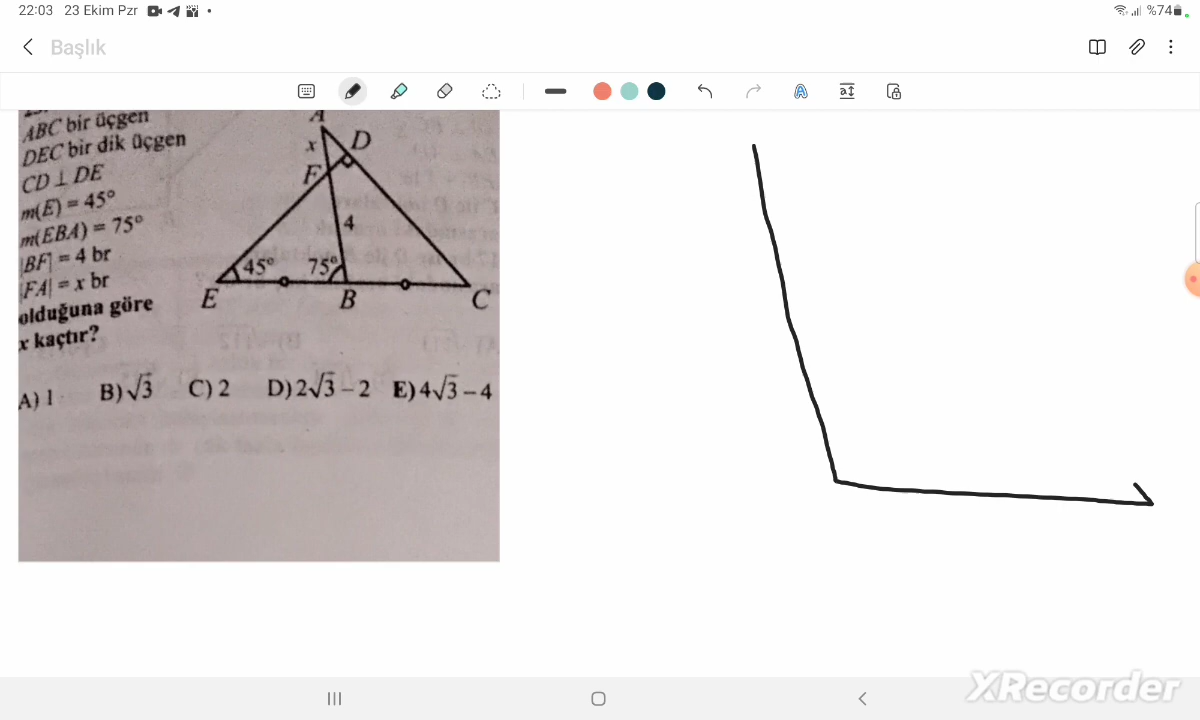 22:03 23 Ekim Pzr
%74
Başlık
ABC bir üçgen
DEC bir dik üçgen
CD ⊥ DE
m(E) = 45°
m(EBA) = 75°
|BF| = 4 br
|FA| = x br
olduğuna göre
x kaçtır?
A
x
D
F
4
45°
75°
E
B
C
A) 1 B) √3 C) 2 D) 2√3 – 2 E) 4√3 – 4
XRecorder